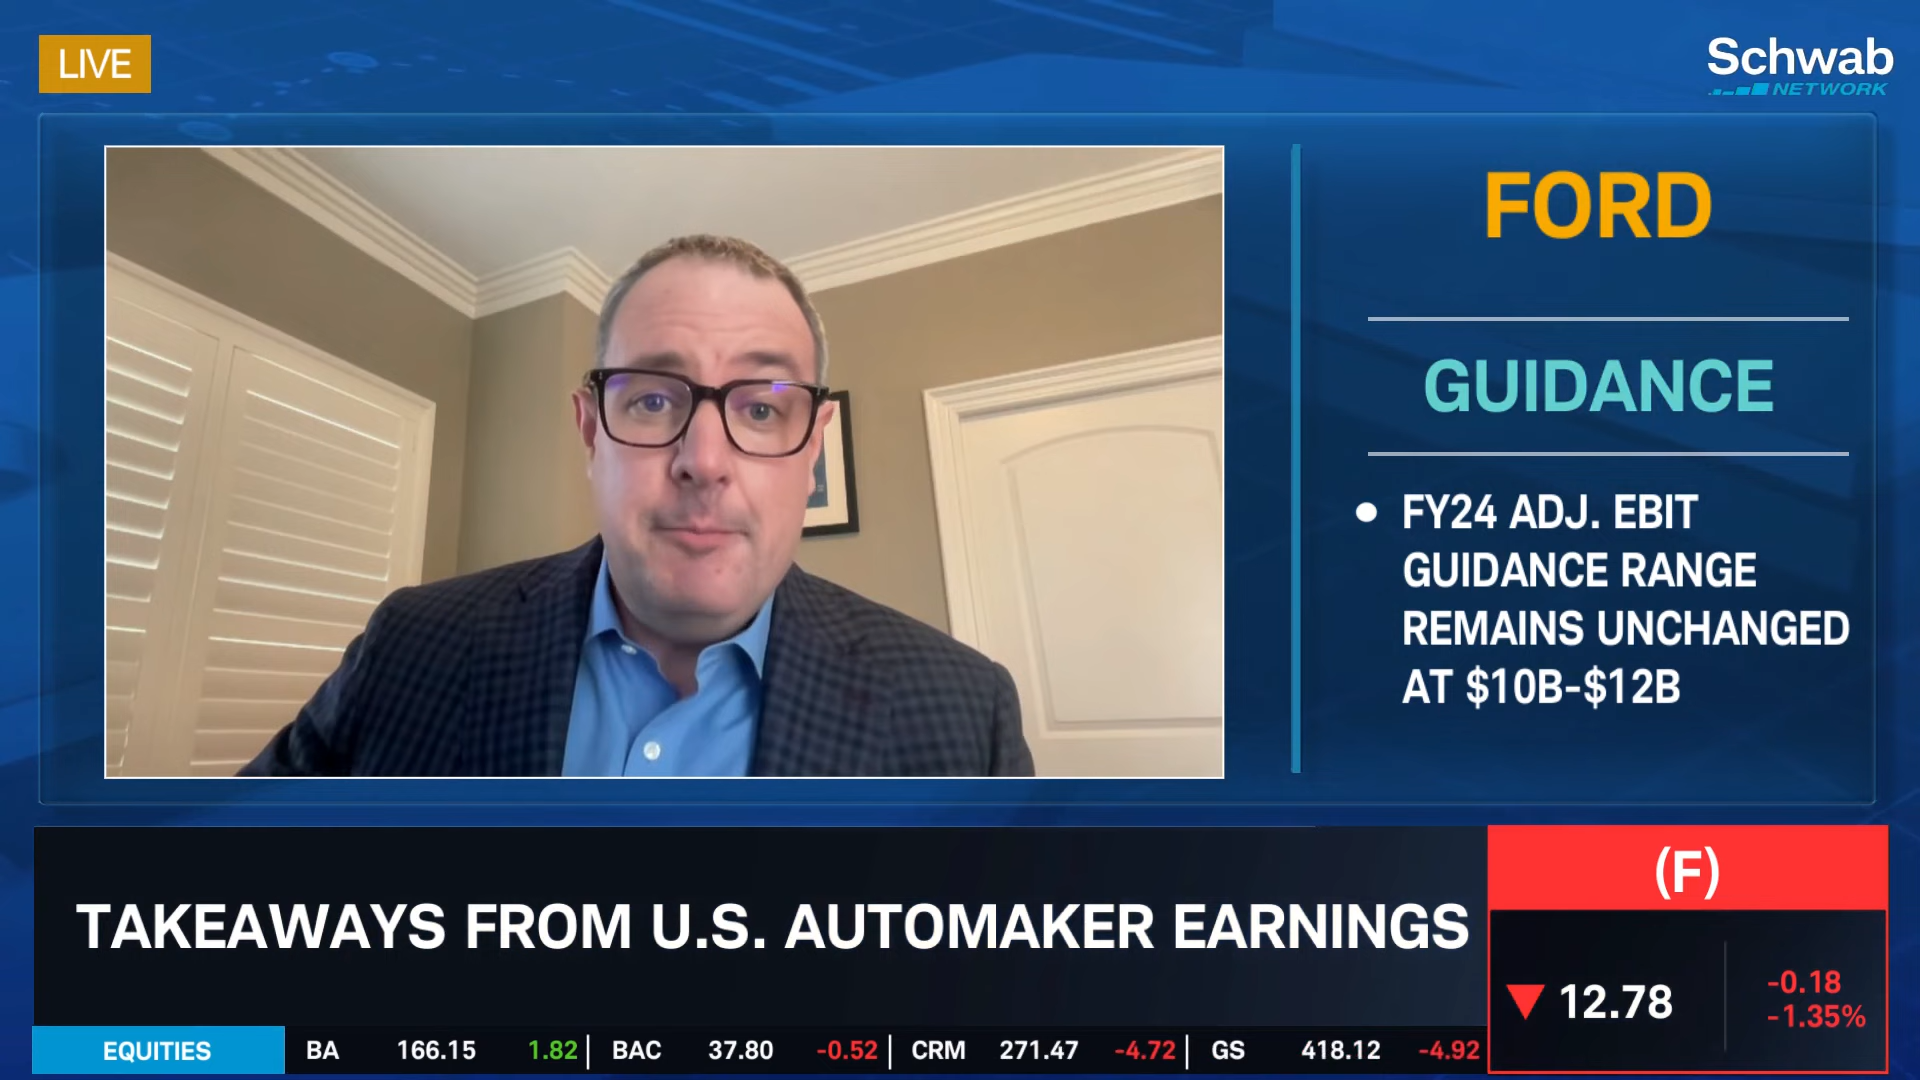 LIVE
Schwab
NETWORK
FORD
GUIDANCE
• FY24 ADJ. EBIT
GUIDANCE RANGE
REMAINS UNCHANGED
AT $10B-$12B
TAKEAWAYS FROM U.S. AUTOMAKER EARNINGS
(F)
▼ 12.78
-0.18
-1.35%
EQUITIES BA 166.15 1.82 | BAC 37.80 -0.52 | CRM 271.47 -4.72 | GS 418.12 -4.92